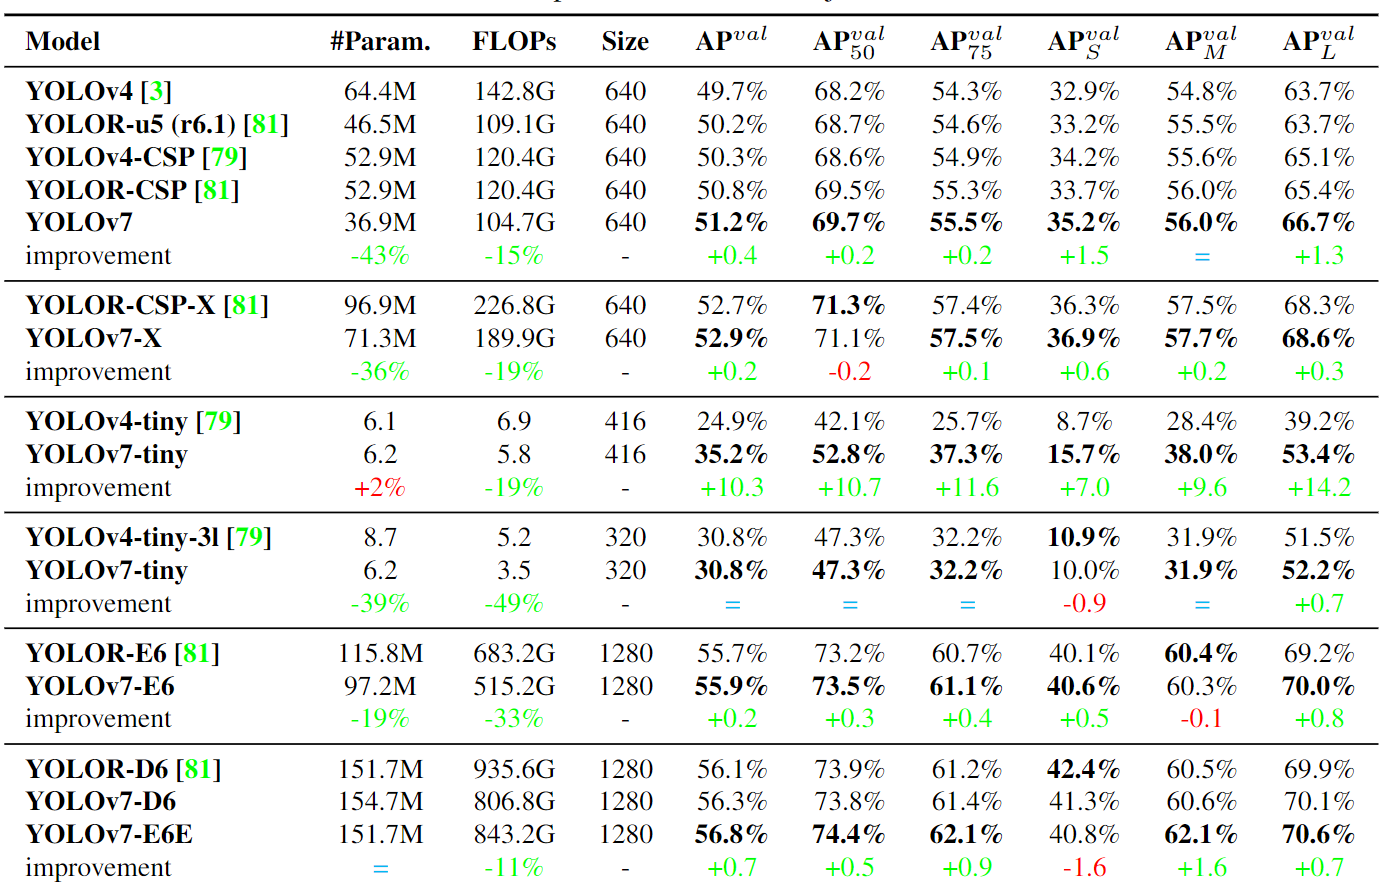 Model #Param. FLOPs Size AP^val AP_50^val AP_75^val AP_S^val AP_M^val AP_L^val
YOLOv4 [3] 64.4M 142.8G 640 49.7% 68.2% 54.3% 32.9% 54.8% 63.7%
YOLOR-u5 (r6.1) [81] 46.5M 109.1G 640 50.2% 68.7% 54.6% 33.2% 55.5% 63.7%
YOLOv4-CSP [79] 52.9M 120.4G 640 50.3% 68.6% 54.9% 34.2% 55.6% 65.1%
YOLOR-CSP [81] 52.9M 120.4G 640 50.8% 69.5% 55.3% 33.7% 56.0% 65.4%
YOLOv7 36.9M 104.7G 640 51.2% 69.7% 55.5% 35.2% 56.0% 66.7%
improvement -43% -15% - +0.4 +0.2 +0.2 +1.5 = +1.3
YOLOR-CSP-X [81] 96.9M 226.8G 640 52.7% 71.3% 57.4% 36.3% 57.5% 68.3%
YOLOv7-X 71.3M 189.9G 640 52.9% 71.1% 57.5% 36.9% 57.7% 68.6%
improvement -36% -19% - +0.2 -0.2 +0.1 +0.6 +0.2 +0.3
YOLOv4-tiny [79] 6.1 6.9 416 24.9% 42.1% 25.7% 8.7% 28.4% 39.2%
YOLOv7-tiny 6.2 5.8 416 35.2% 52.8% 37.3% 15.7% 38.0% 53.4%
improvement +2% -19% - +10.3 +10.7 +11.6 +7.0 +9.6 +14.2
YOLOv4-tiny-3l [79] 8.7 5.2 320 30.8% 47.3% 32.2% 10.9% 31.9% 51.5%
YOLOv7-tiny 6.2 3.5 320 30.8% 47.3% 32.2% 10.0% 31.9% 52.2%
improvement -39% -49% - = = = -0.9 = +0.7
YOLOR-E6 [81] 115.8M 683.2G 1280 55.7% 73.2% 60.7% 40.1% 60.4% 69.2%
YOLOv7-E6 97.2M 515.2G 1280 55.9% 73.5% 61.1% 40.6% 60.3% 70.0%
improvement -19% -33% - +0.2 +0.3 +0.4 +0.5 -0.1 +0.8
YOLOR-D6 [81] 151.7M 935.6G 1280 56.1% 73.9% 61.2% 42.4% 60.5% 69.9%
YOLOv7-D6 154.7M 806.8G 1280 56.3% 73.8% 61.4% 41.3% 60.6% 70.1%
YOLOv7-E6E 151.7M 843.2G 1280 56.8% 74.4% 62.1% 40.8% 62.1% 70.6%
improvement = -11% - +0.7 +0.5 +0.9 -1.6 +1.6 +0.7